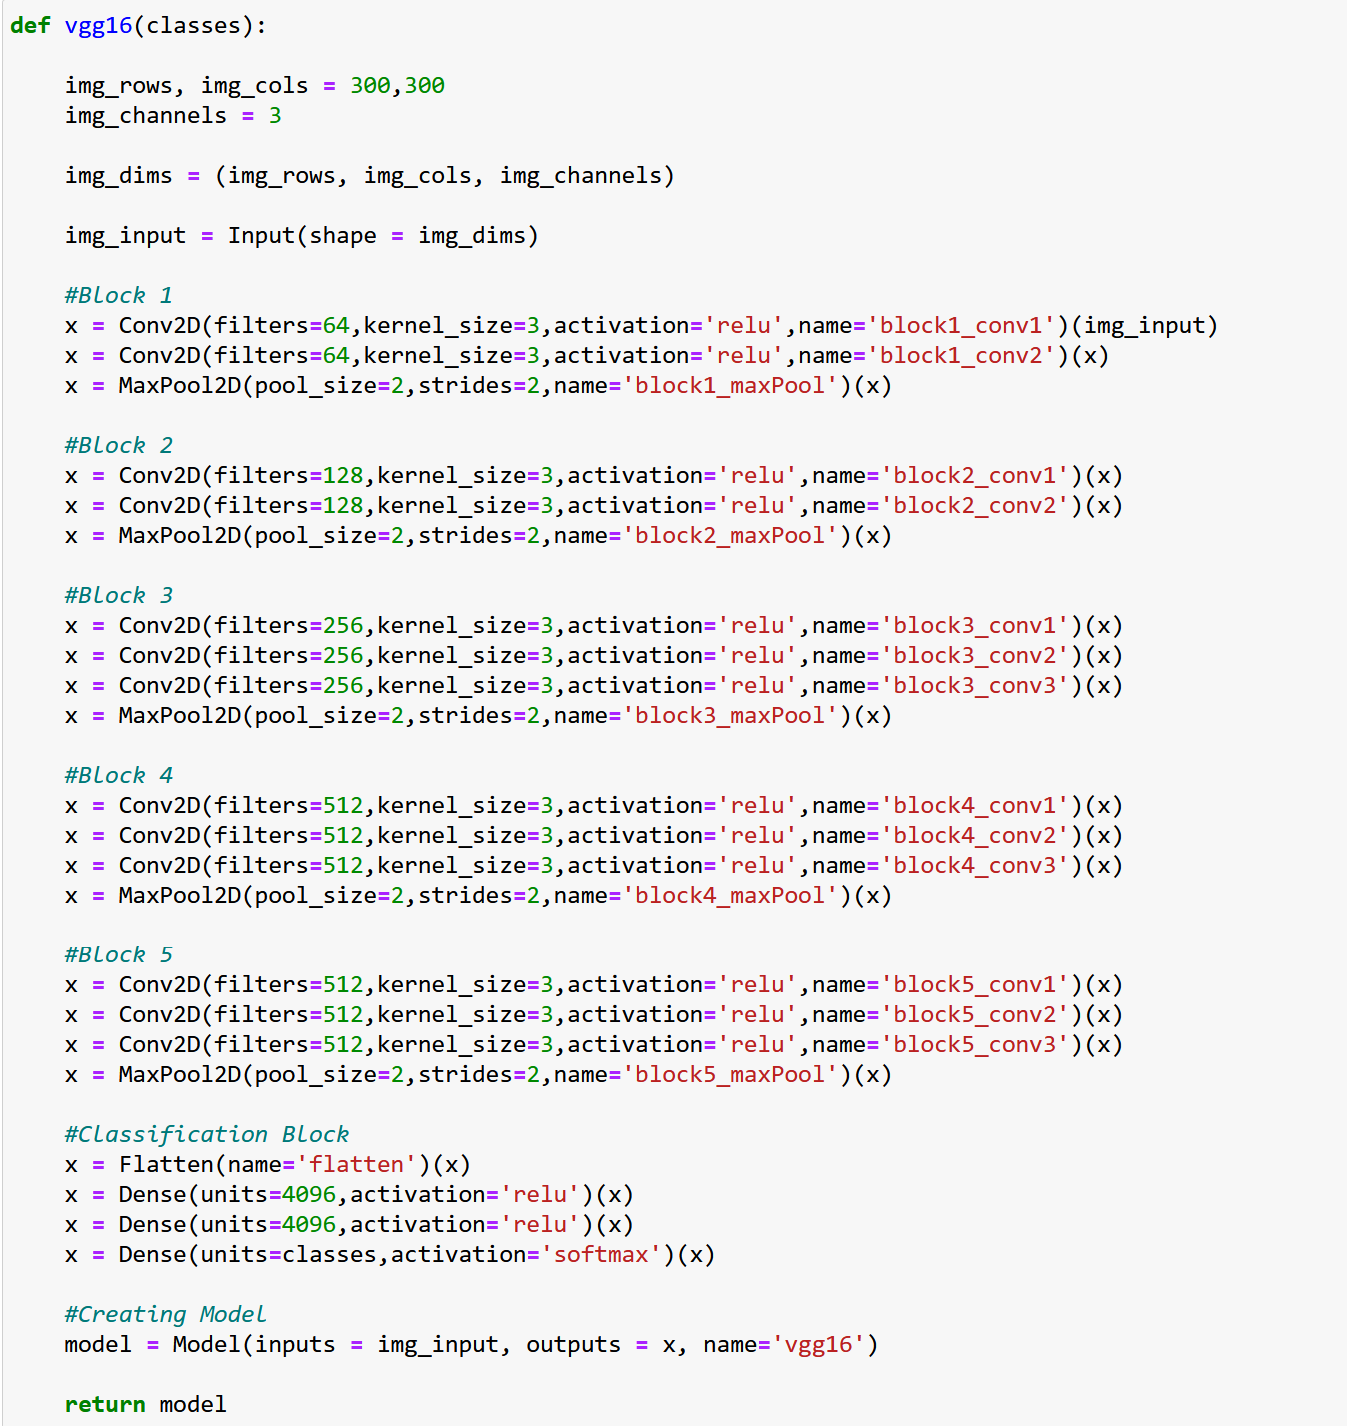 def vgg16(classes):
img_rows, img_cols = 300,300
img_channels = 3
img_dims = (img_rows, img_cols, img_channels)
img_input = Input(shape = img_dims)
#Block 1
x = Conv2D(filters=64,kernel_size=3,activation='relu',name='block1_conv1')(img_input)
x = Conv2D(filters=64,kernel_size=3,activation='relu',name='block1_conv2')(x)
x = MaxPool2D(pool_size=2,strides=2,name='block1_maxPool')(x)
#Block 2
x = Conv2D(filters=128,kernel_size=3,activation='relu',name='block2_conv1')(x)
x = Conv2D(filters=128,kernel_size=3,activation='relu',name='block2_conv2')(x)
x = MaxPool2D(pool_size=2,strides=2,name='block2_maxPool')(x)
#Block 3
x = Conv2D(filters=256,kernel_size=3,activation='relu',name='block3_conv1')(x)
x = Conv2D(filters=256,kernel_size=3,activation='relu',name='block3_conv2')(x)
x = Conv2D(filters=256,kernel_size=3,activation='relu',name='block3_conv3')(x)
x = MaxPool2D(pool_size=2,strides=2,name='block3_maxPool')(x)
#Block 4
x = Conv2D(filters=512,kernel_size=3,activation='relu',name='block4_conv1')(x)
x = Conv2D(filters=512,kernel_size=3,activation='relu',name='block4_conv2')(x)
x = Conv2D(filters=512,kernel_size=3,activation='relu',name='block4_conv3')(x)
x = MaxPool2D(pool_size=2,strides=2,name='block4_maxPool')(x)
#Block 5
x = Conv2D(filters=512,kernel_size=3,activation='relu',name='block5_conv1')(x)
x = Conv2D(filters=512,kernel_size=3,activation='relu',name='block5_conv2')(x)
x = Conv2D(filters=512,kernel_size=3,activation='relu',name='block5_conv3')(x)
x = MaxPool2D(pool_size=2,strides=2,name='block5_maxPool')(x)
#Classification Block
x = Flatten(name='flatten')(x)
x = Dense(units=4096,activation='relu')(x)
x = Dense(units=4096,activation='relu')(x)
x = Dense(units=classes,activation='softmax')(x)
#Creating Model
model = Model(inputs = img_input, outputs = x, name='vgg16')
return model